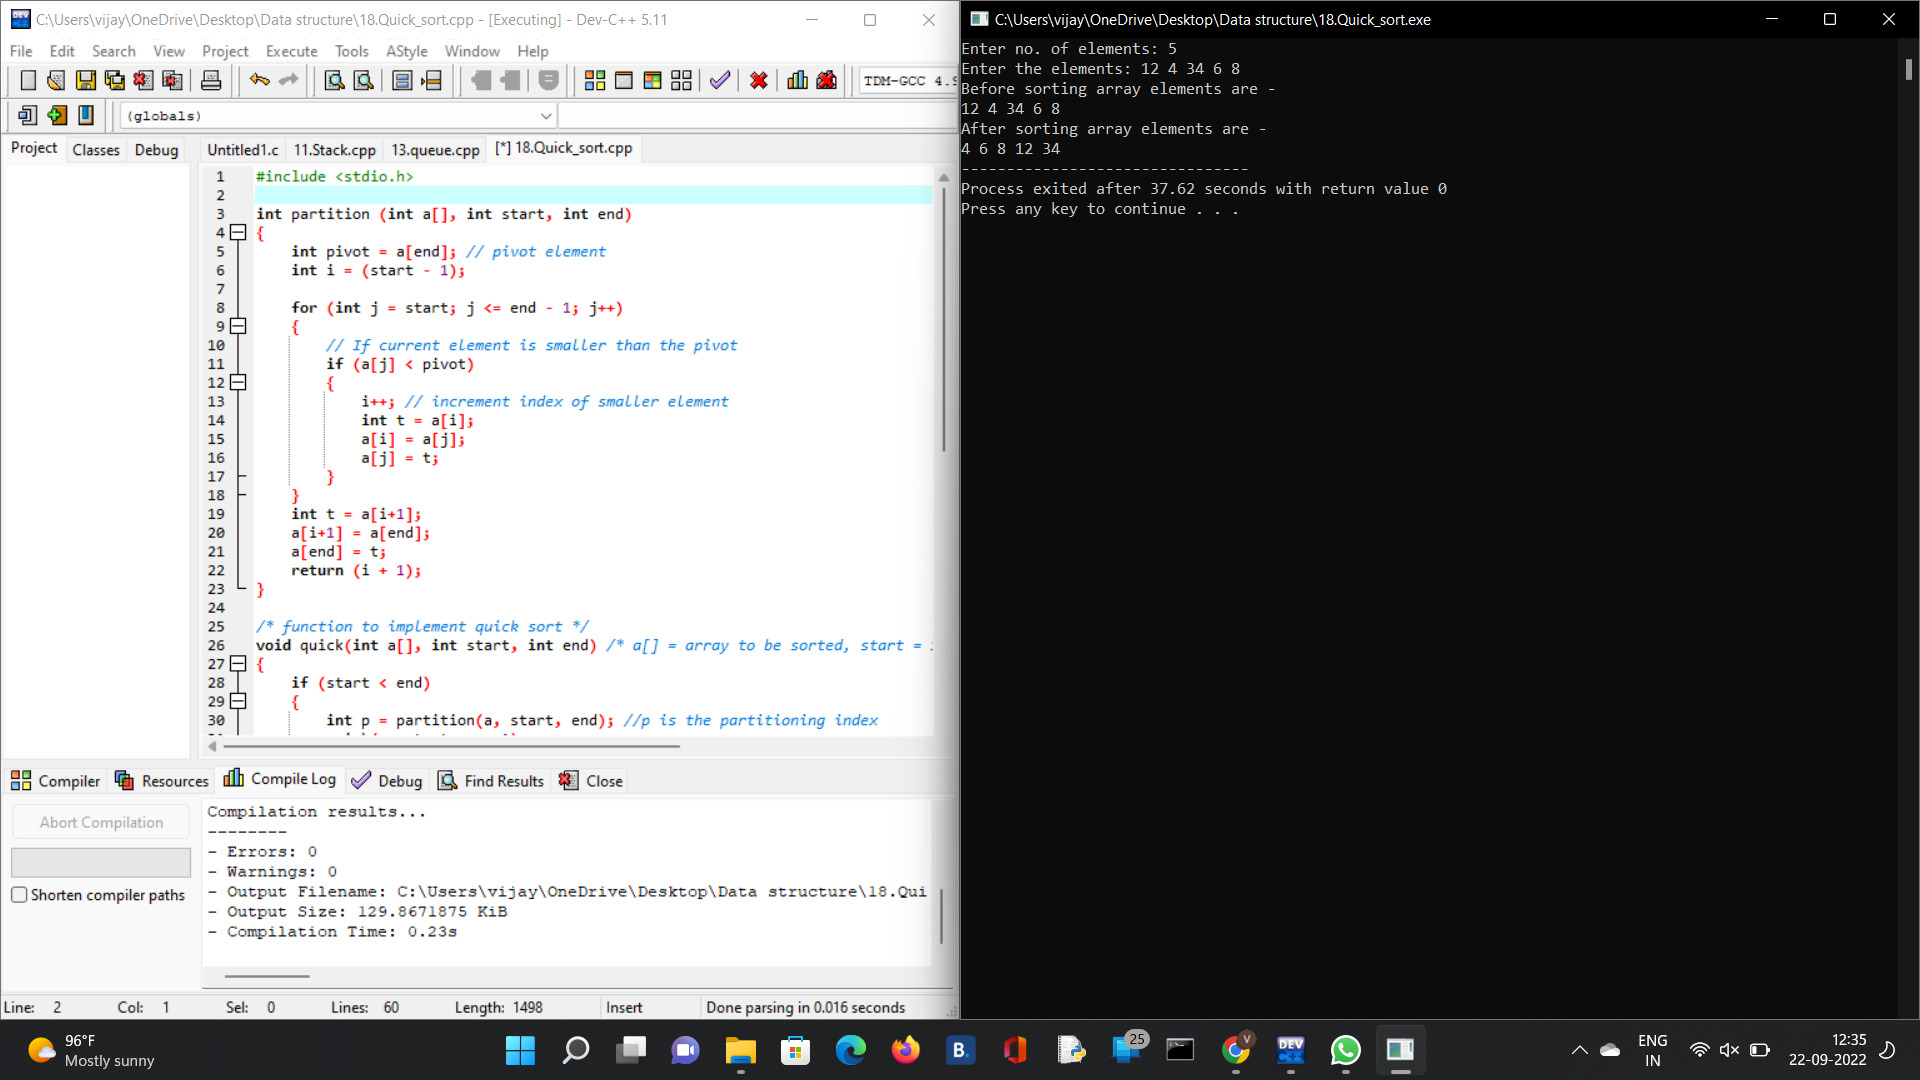 C:\Users\vijay\OneDrive\Desktop\Data structure\18.Quick_sort.cpp - [Executing] - Dev-C++ 5.11
File Edit Search View Project Execute Tools AStyle Window Help
TDM-GCC 4.9
(globals)
Project Classes Debug
Untitled1.c 11.Stack.cpp 13.queue.cpp [*] 18.Quick_sort.cpp
1 #include <stdio.h>
2
3 int partition (int a[], int start, int end)
4 {
5 int pivot = a[end]; // pivot element
6 int i = (start - 1);
7
8 for (int j = start; j <= end - 1; j++)
9 {
10 // If current element is smaller than the pivot
11 if (a[j] < pivot)
12 {
13 i++; // increment index of smaller element
14 int t = a[i];
15 a[i] = a[j];
16 a[j] = t;
17 }
18 }
19 int t = a[i+1];
20 a[i+1] = a[end];
21 a[end] = t;
22 return (i + 1);
23 }
24
25 /* function to implement quick sort */
26 void quick(int a[], int start, int end) /* a[] = array to be sorted, start =
27 {
28 if (start < end)
29 {
30 int p = partition(a, start, end); //p is the partitioning index
Compiler Resources Compile Log Debug Find Results Close
Abort Compilation
Shorten compiler paths
Compilation results...
--------
- Errors: 0
- Warnings: 0
- Output Filename: C:\Users\vijay\OneDrive\Desktop\Data structure\18.Qui
- Output Size: 129.8671875 KiB
- Compilation Time: 0.23s
Line: 2 Col: 1 Sel: 0 Lines: 60 Length: 1498 Insert Done parsing in 0.016 seconds
C:\Users\vijay\OneDrive\Desktop\Data structure\18.Quick_sort.exe
Enter no. of elements: 5
Enter the elements: 12 4 34 6 8
Before sorting array elements are -
12 4 34 6 8
After sorting array elements are -
4 6 8 12 34
--------------------------------
Process exited after 37.62 seconds with return value 0
Press any key to continue . . .
96°F
Mostly sunny
B.
25
V
DEV
C++
ENG
IN
12:35
22-09-2022